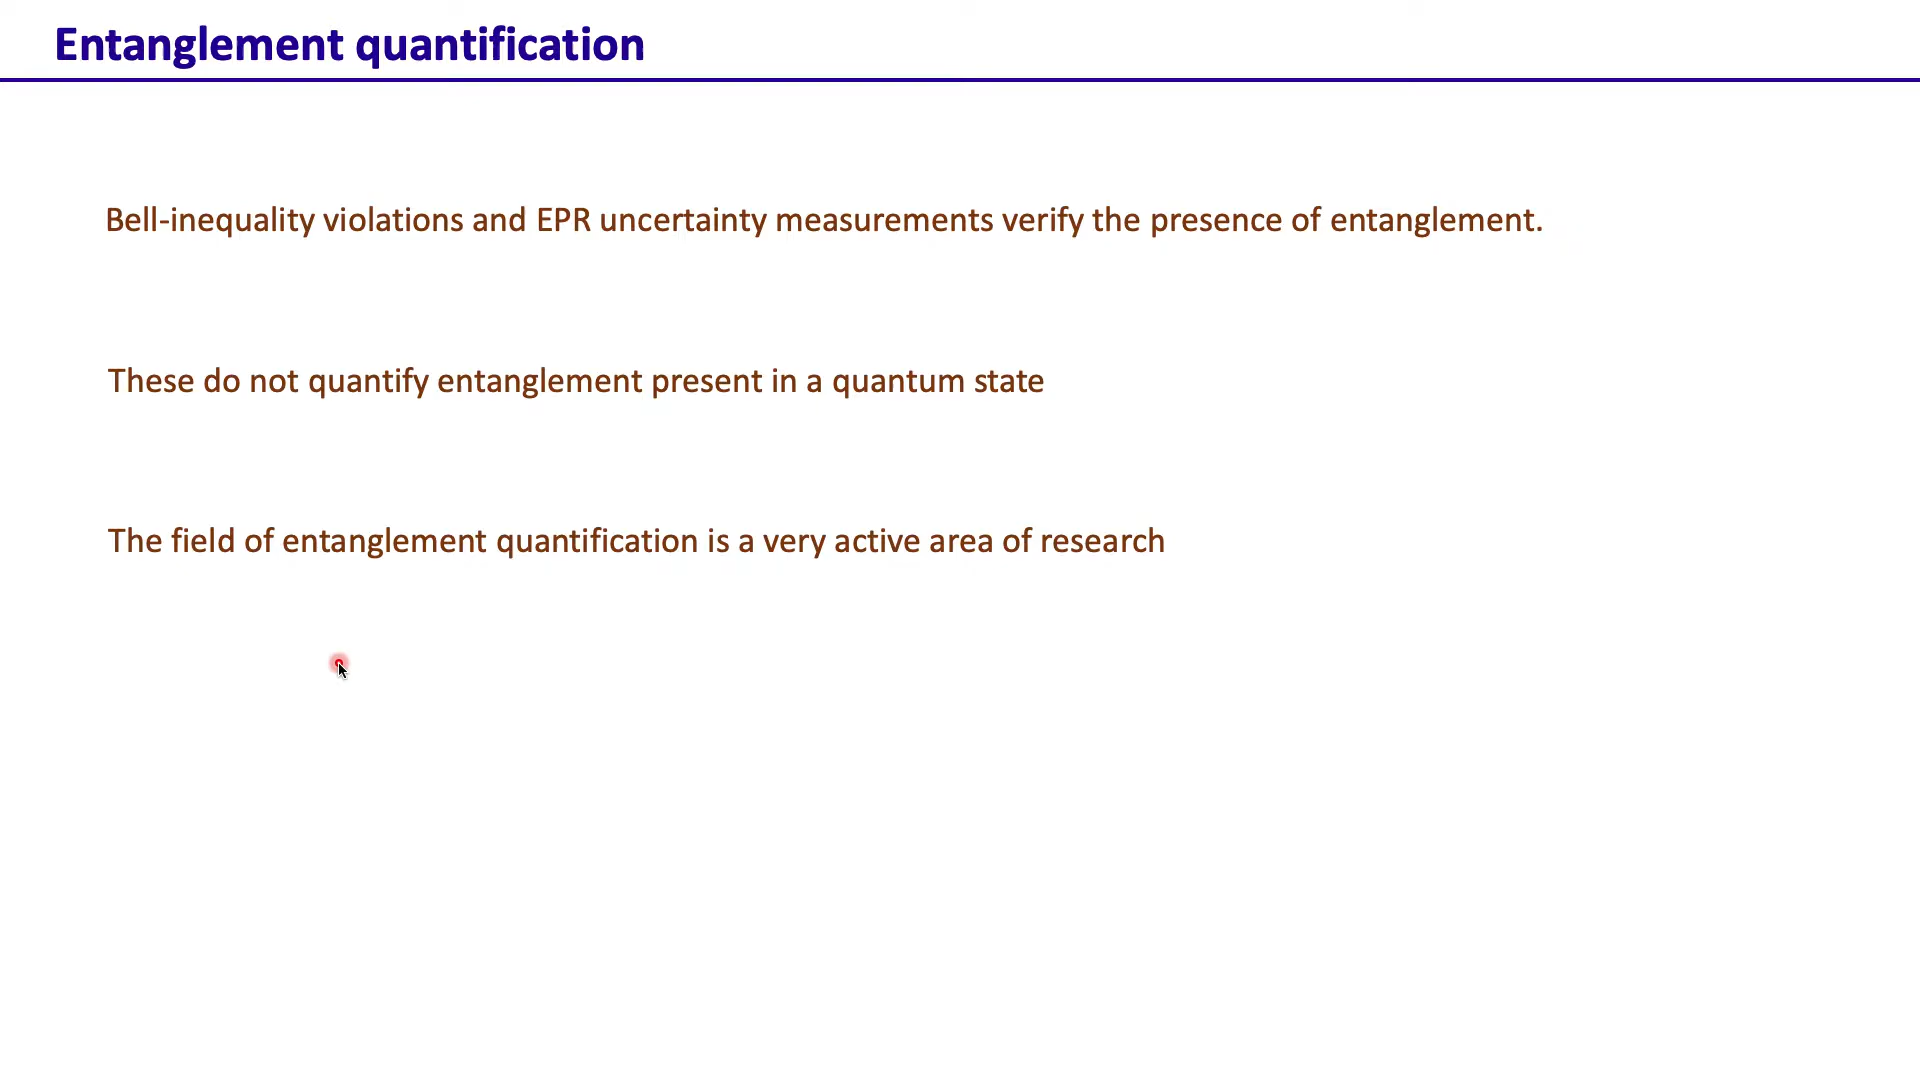 Entanglement quantification
Bell-inequality violations and EPR uncertainty measurements verify the presence of entanglement.
These do not quantify entanglement present in a quantum state
The field of entanglement quantification is a very active area of research